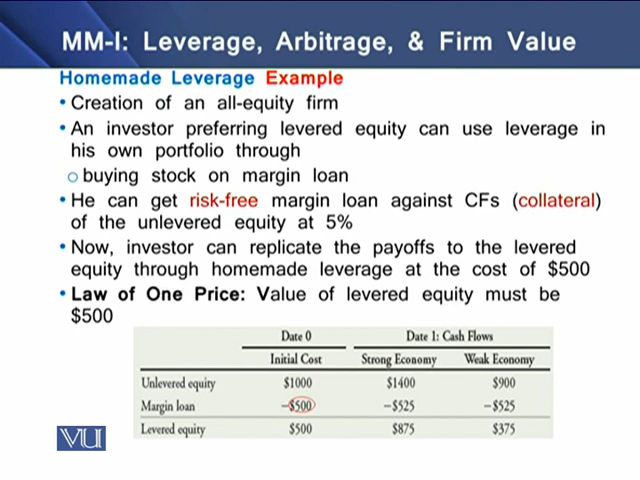 MM-I: Leverage, Arbitrage, & Firm Value
Homemade Leverage Example
• Creation of an all-equity firm
• An investor preferring levered equity can use leverage in
his own portfolio through
o buying stock on margin loan
• He can get risk-free margin loan against CFs (collateral)
of the unlevered equity at 5%
• Now, investor can replicate the payoffs to the levered
equity through homemade leverage at the cost of $500
• Law of One Price: Value of levered equity must be
$500
Date 0 Date 1: Cash Flows
Initial Cost Strong Economy Weak Economy
Unlevered equity $1000 $1400 $900
Margin loan −$500 −$525 −$525
Levered equity $500 $875 $375
VU